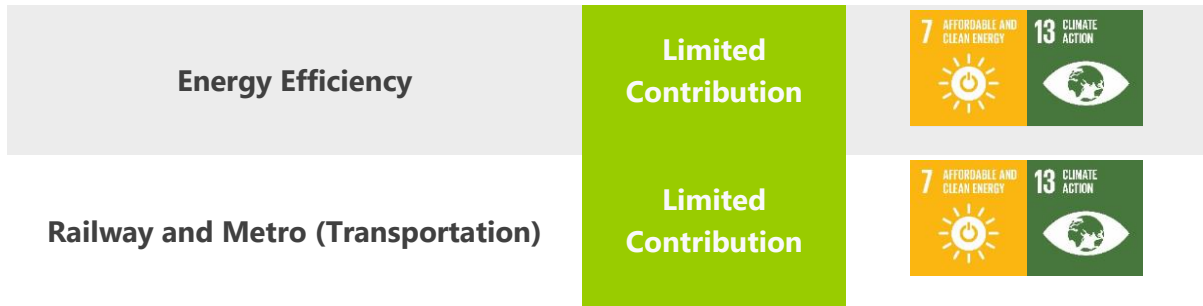 Energy Efficiency
Limited
Contribution
7 AFFORDABLE AND
CLEAN ENERGY
13 CLIMATE
ACTION
Railway and Metro (Transportation)
Limited
Contribution
7 AFFORDABLE AND
CLEAN ENERGY
13 CLIMATE
ACTION